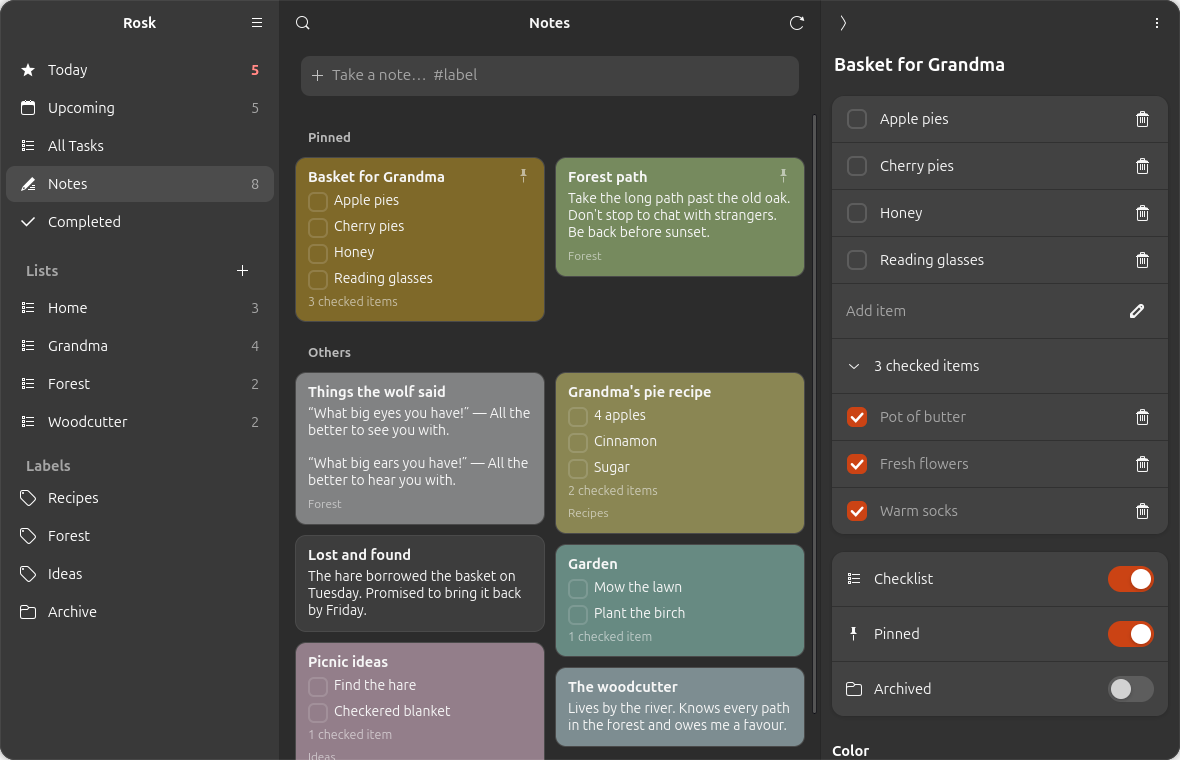 Rosk
Today 5
Upcoming 5
All Tasks
Notes 8
Completed
Lists
Home 3
Grandma 4
Forest 2
Woodcutter 2
Labels
Recipes
Forest
Ideas
Archive
Notes
Take a note… #label
Pinned
Basket for Grandma
Apple pies
Cherry pies
Honey
Reading glasses
3 checked items
Forest path
Take the long path past the old oak.
Don't stop to chat with strangers.
Be back before sunset.
Forest
Others
Things the wolf said
“What big eyes you have!” — All the
better to see you with.
“What big ears you have!” — All the
better to hear you with.
Forest
Lost and found
The hare borrowed the basket on
Tuesday. Promised to bring it back
by Friday.
Picnic ideas
Find the hare
Checkered blanket
1 checked item
Ideas
Grandma's pie recipe
4 apples
Cinnamon
Sugar
2 checked items
Recipes
Garden
Mow the lawn
Plant the birch
1 checked item
The woodcutter
Lives by the river. Knows every path
in the forest and owes me a favour.
Basket for Grandma
Apple pies
Cherry pies
Honey
Reading glasses
Add item
3 checked items
Pot of butter
Fresh flowers
Warm socks
Checklist
Pinned
Archived
Color